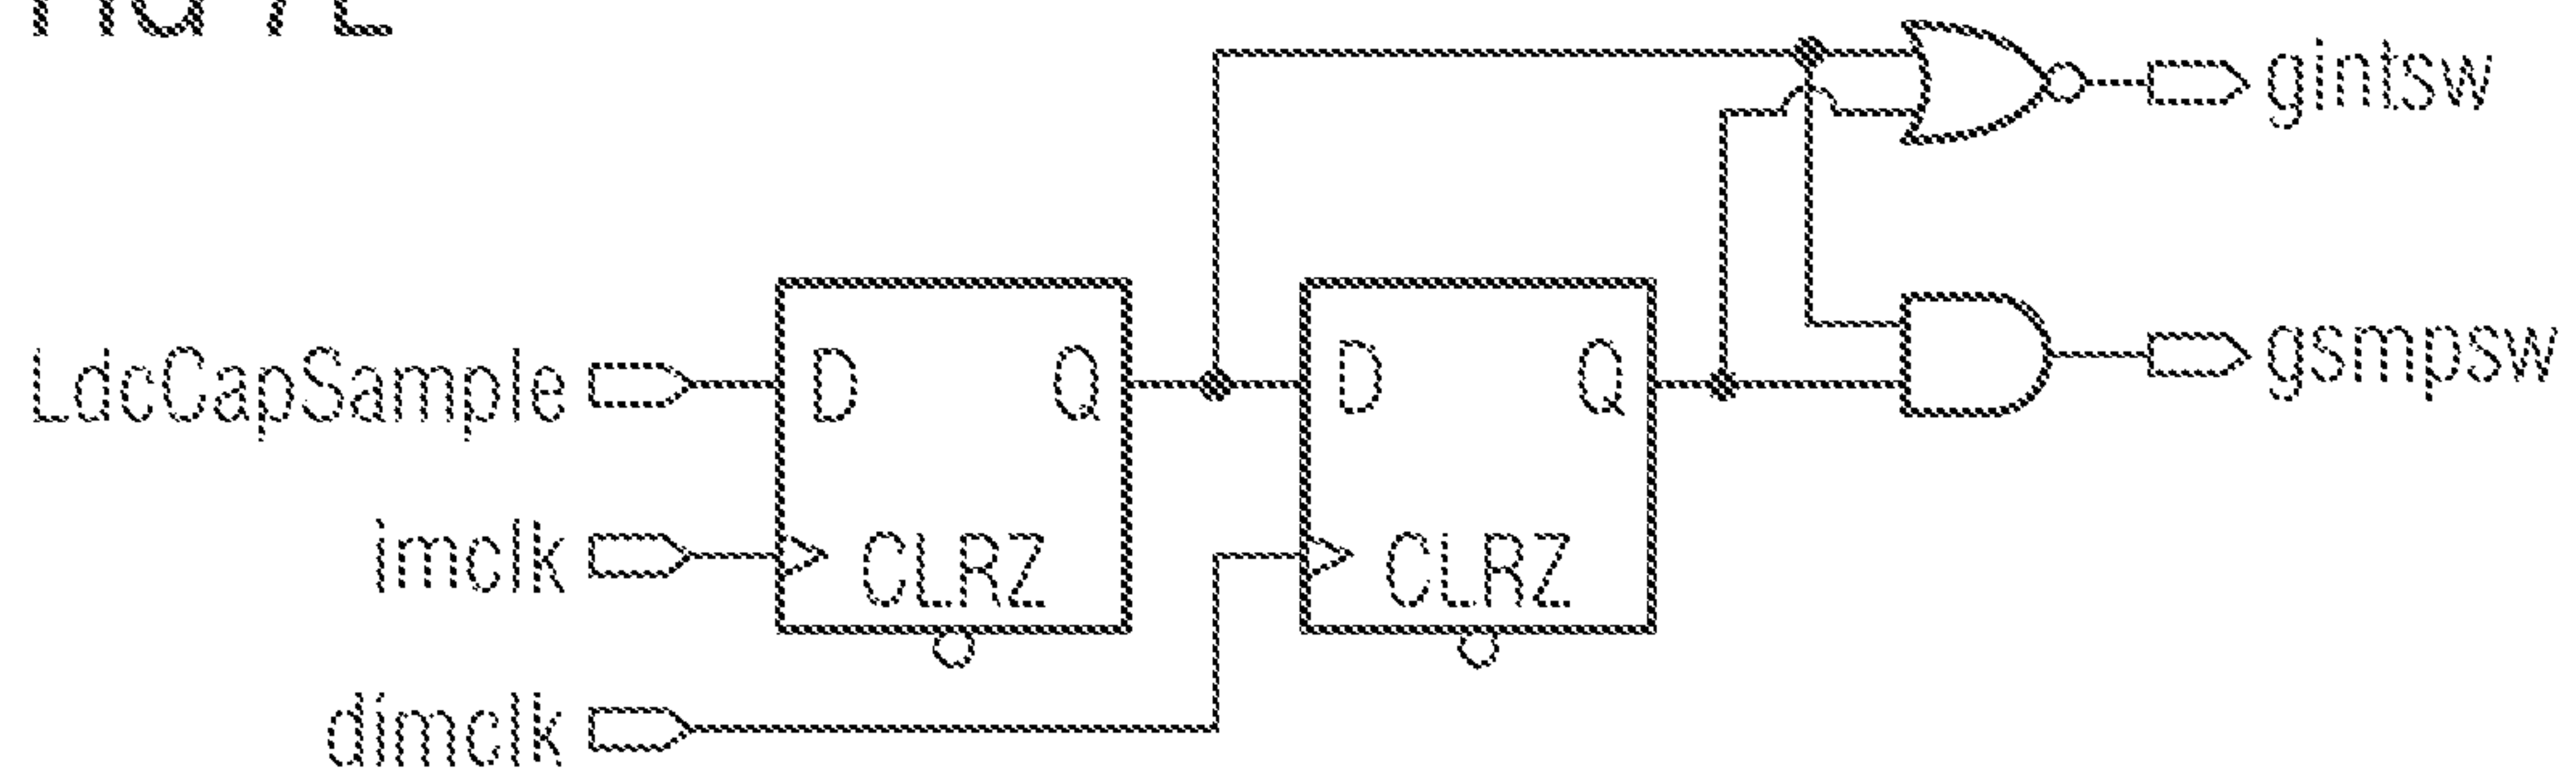 gintsw
D Q D Q
LdcCapSample
gsmpsw
imclk
CLRZ CLRZ
dimclk